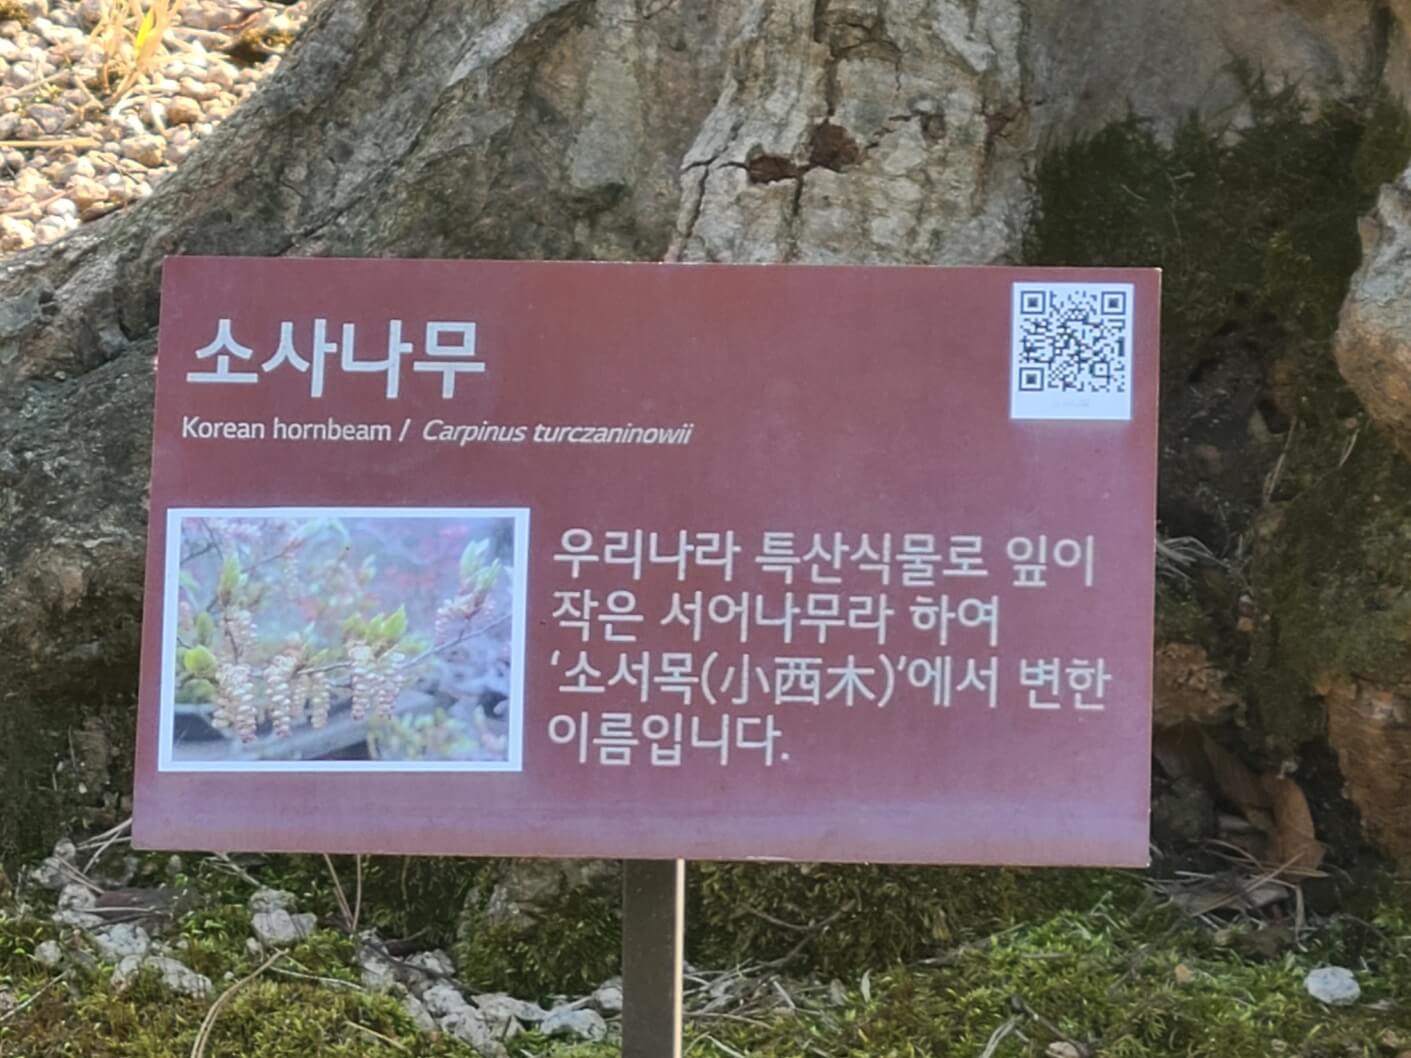 소사나무
Korean hornbeam / Carpinus turczaninowii
우리나라 특산식물로 잎이
작은 서어나무라 하여
‘소서목(小西木)’에서 변한
이름입니다.